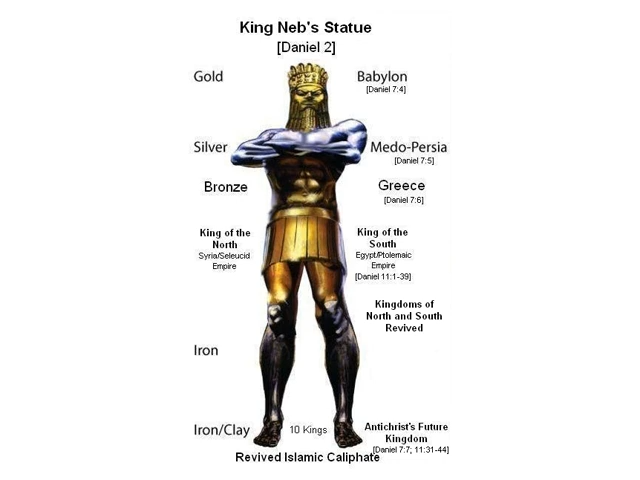 King Neb's Statue
[Daniel 2]
Gold
Babylon
[Daniel 7:4]
Silver
Medo-Persia
[Daniel 7:5]
Bronze
Greece
[Daniel 7:6]
King of the
North
Syria/Seleucid
Empire
King of the
South
Egypt/Ptolemaic
Empire
[Daniel 11:1-39]
Kingdoms of
North and South
Revived
Iron
Iron/Clay
10 Kings
Antichrist's Future
Kingdom
[Daniel 7:7; 11:31-44]
Revived Islamic Caliphate